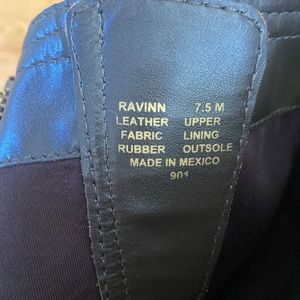 RAVINN 7.5 M
LEATHER UPPER
FABRIC LINING
RUBBER OUTSOLE
MADE IN MEXICO
901